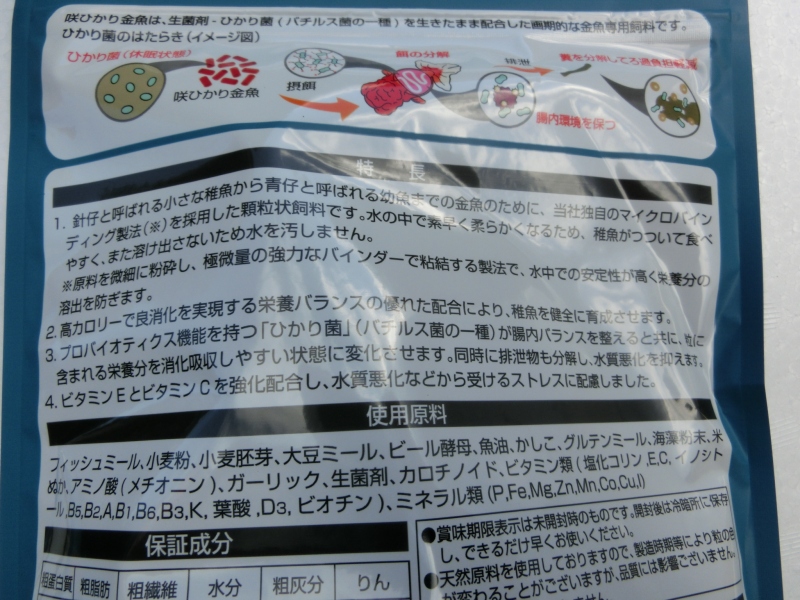 咲ひかり金魚は、生菌剤-ひかり菌(バチルス菌の一種)を生きたまま配合した画期的な金魚専用飼料です。
ひかり菌のはたらき(イメージ図)
ひかり菌(休眠状態)
咲ひかり金魚
摂餌
餌の分解
排泄
糞を分解してろ過負担軽減
腸内環境を保つ
特長
1. 針仔と呼ばれる小さな稚魚から青仔と呼ばれる幼魚までの金魚のために、当社独自のマイクロバイン
ディング製法(※)を採用した顆粒状飼料です。水の中で素早く柔らかくなるため、稚魚がつついて食べ
やすく、また溶け出さないため水を汚しません。
※原料を微細に粉砕し、極微量の強力なバインダーで粘結する製法で、水中での安定性が高く栄養分の
溶出を防ぎます。
2. 高カロリーで良消化を実現する栄養バランスの優れた配合により、稚魚を健全に育成させます。
3. プロバイオティクス機能を持つ「ひかり菌」(バチルス菌の一種)が腸内バランスを整えると共に、粒に
含まれる栄養分を消化吸収しやすい状態に変化させます。同時に排泄物も分解し、水質悪化を抑えます。
4. ビタミンEとビタミンCを強化配合し、水質悪化などから受けるストレスに配慮しました。
使用原料
フィッシュミール、小麦粉、小麦胚芽、大豆ミール、ビール酵母、魚油、かしこ、グルテンミール、海藻粉末、米
ぬか、アミノ酸(メチオニン)、ガーリック、生菌剤、カロチノイド、ビタミン類(塩化コリン,E,C,イノシト
ール,B5,B2,A,B1,B6,B3,K,葉酸,D3,ビオチン)、ミネラル類(P,Fe,Mg,Zn,Mn,Co,Cu,I)
保証成分
粗蛋白質 粗脂肪 粗繊維 水分 粗灰分 りん
●賞味期限表示は未開封時のものです。開封後は冷暗所に保存
し、できるだけ早くお使いください。
●天然原料を使用しておりますので、製造時期等により粒の色
が変わることがございますが、品質には影響ございません。